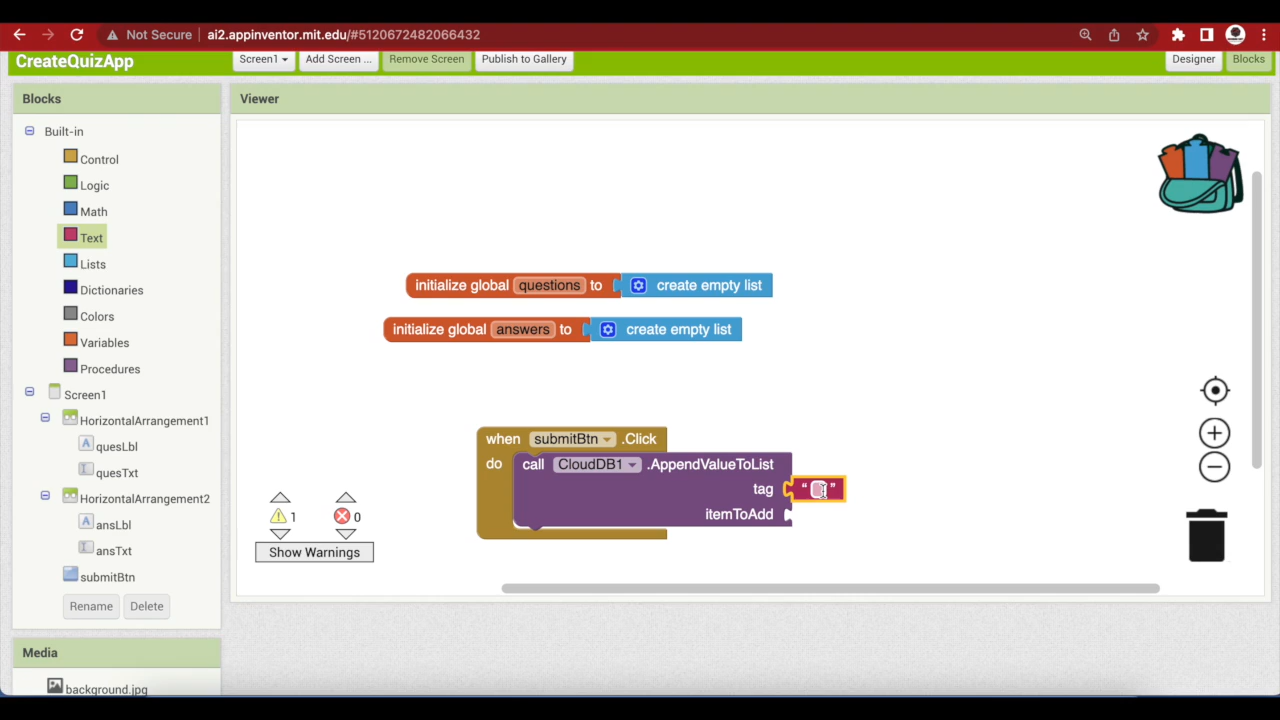 Not Secure
ai2.appinventor.mit.edu/#5120672482066432
CreateQuizApp
Screen1
Add Screen ...
Remove Screen
Publish to Gallery
Designer
Blocks
Blocks
Viewer
Built-in
Control
Logic
Math
Text
Lists
Dictionaries
Colors
Variables
Procedures
Screen1
HorizontalArrangement1
A quesLbl
quesTxt
HorizontalArrangement2
A ansLbl
ansTxt
submitBtn
Rename
Delete
Media
background.jpg
initialize global questions to create empty list
initialize global answers to create empty list
when submitBtn .Click
do call CloudDB1 .AppendValueToList
tag “ ”
itemToAdd
1
0
Show Warnings